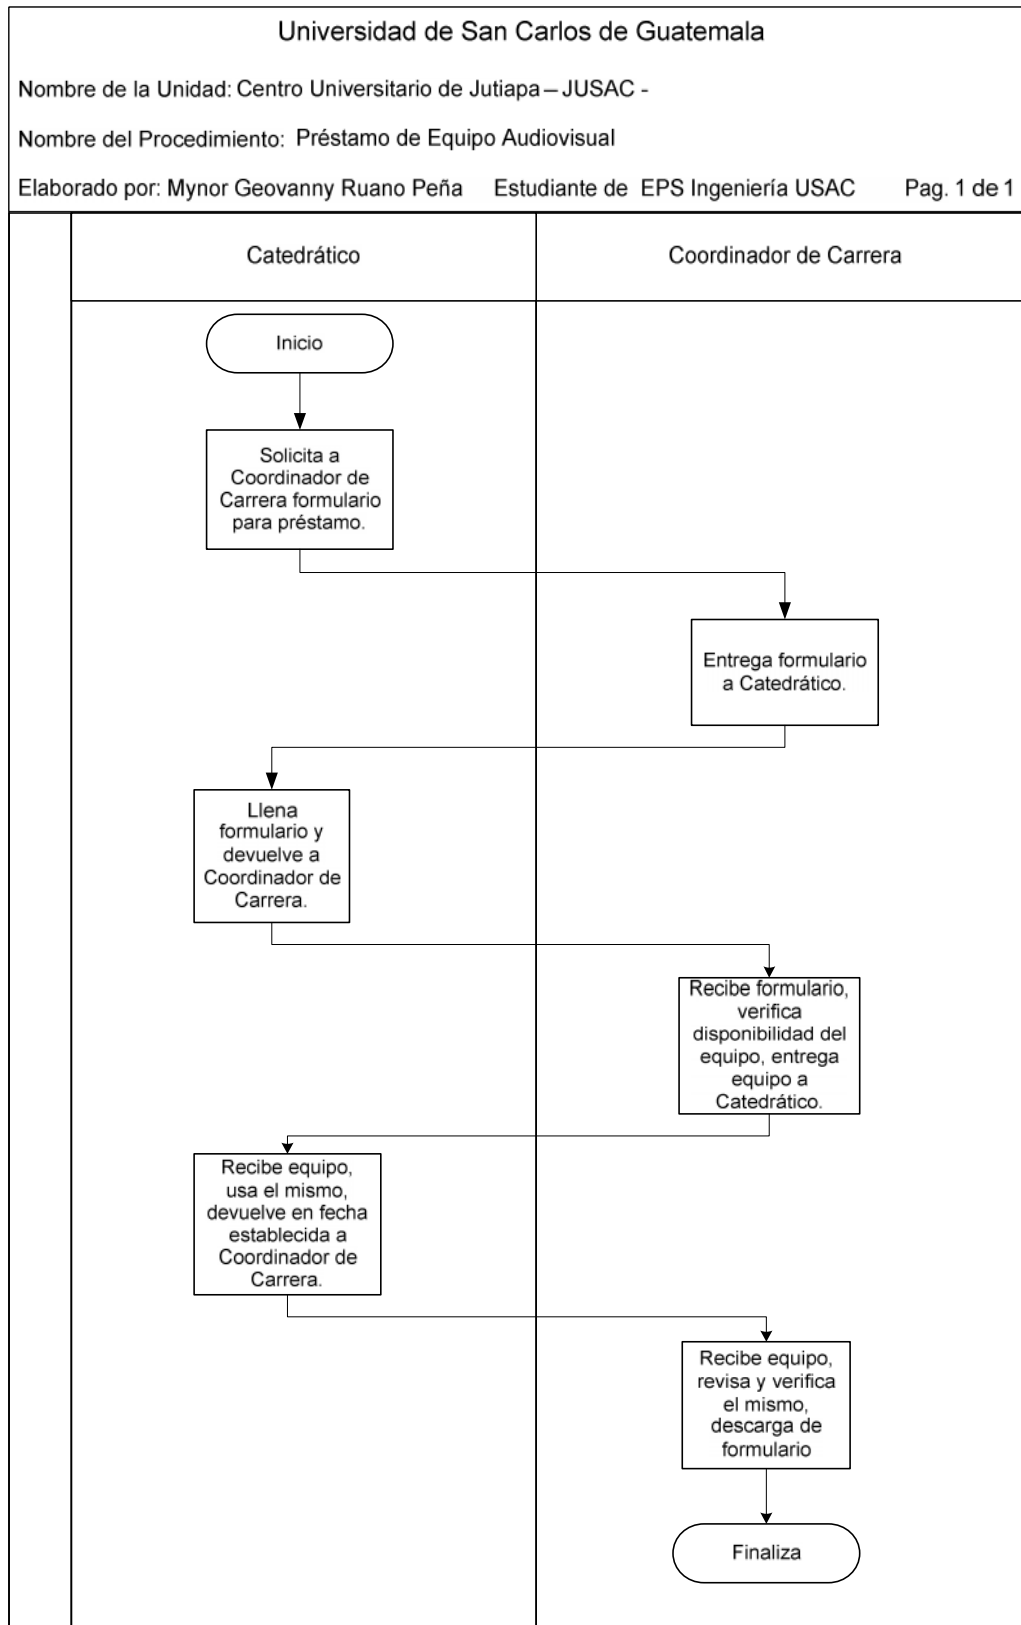 Universidad de San Carlos de Guatemala
Nombre de la Unidad: Centro Universitario de Jutiapa – JUSAC -
Nombre del Procedimiento: Préstamo de Equipo Audiovisual
Elaborado por: Mynor Geovanny Ruano Peña Estudiante de EPS Ingeniería USAC Pag. 1 de 1
Catedrático
Coordinador de Carrera
Inicio
Solicita a
Coordinador de
Carrera formulario
para préstamo.
Entrega formulario
a Catedrático.
Llena
formulario y
devuelve a
Coordinador de
Carrera.
Recibe formulario,
verifica
disponibilidad del
equipo, entrega
equipo a
Catedrático.
Recibe equipo,
usa el mismo,
devuelve en fecha
establecida a
Coordinador de
Carrera.
Recibe equipo,
revisa y verifica
el mismo,
descarga de
formulario
Finaliza